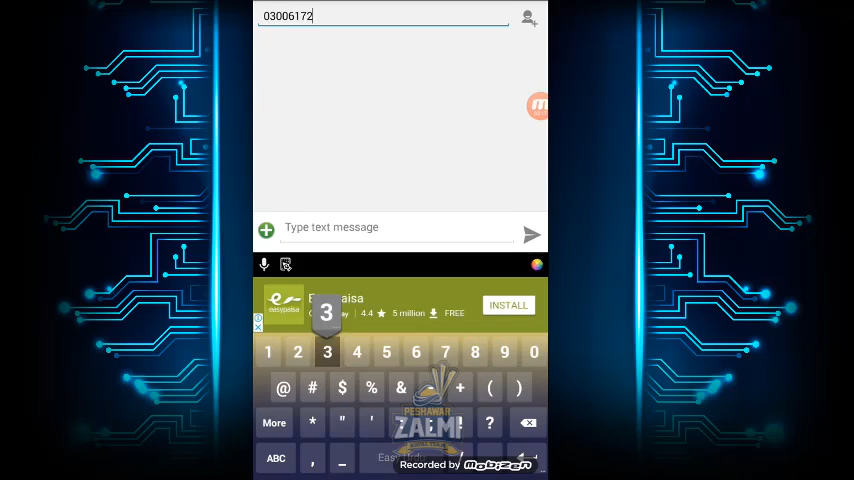 03006172
Type text message
3
4.4 ★ 5 million FREE
INSTALL
easypaisa
1 2 3 4 5 6 7 8 9 0
@ # $ % & + ( )
More * " ' : ; ! ? 
ABC , _ /
PESHAWAR
ZALMI
Recorded by mobizen